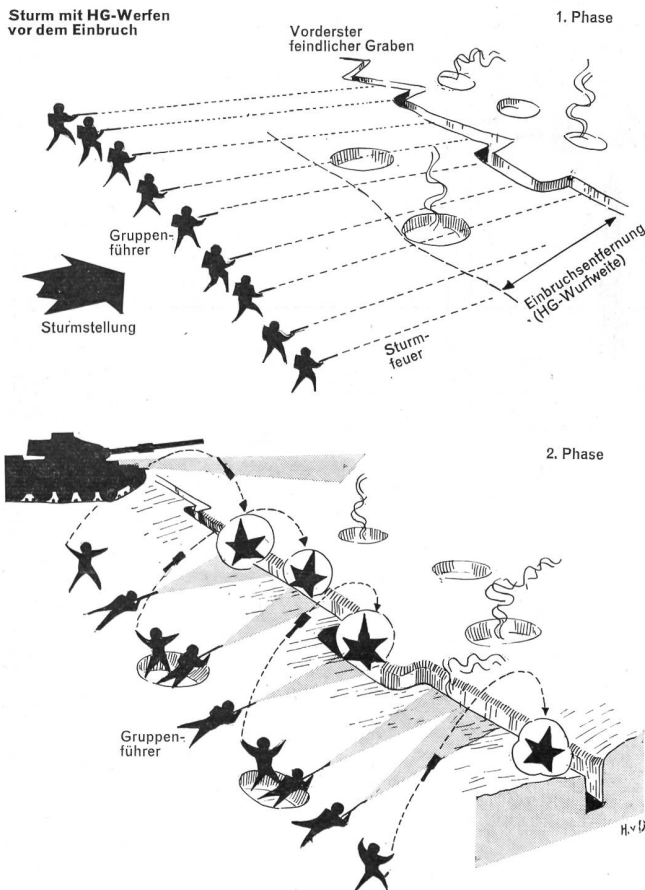 Sturm mit HG-Werfen
vor dem Einbruch
1. Phase
Vorderster
feindlicher Graben
Gruppen-
führer
Sturmstellung
Einbruchsentfernung
(HG-Wurfweite)
Sturm-
feuer
2. Phase
Gruppen-
führer